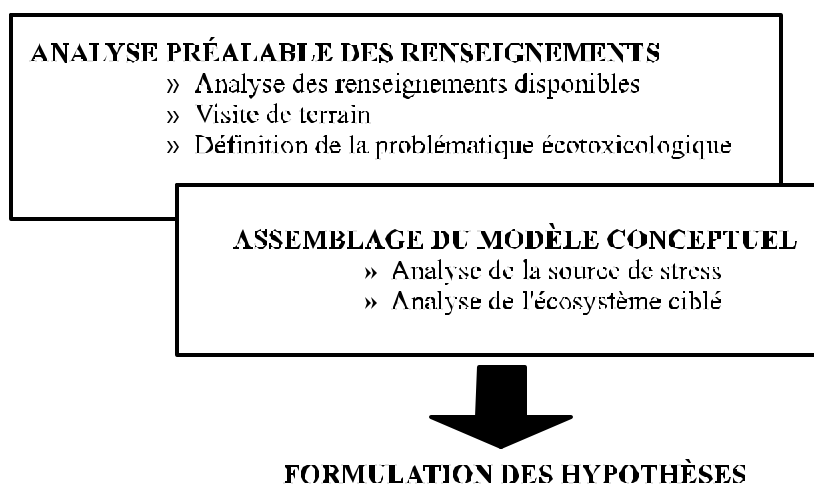 ANALYSE PRÉALABLE DES RENSEIGNEMENTS
» Analyse des renseignements disponibles
» Visite de terrain
» Définition de la problématique écotoxicologique
ASSEMBLAGE DU MODÈLE CONCEPTUEL
» Analyse de la source de stress
» Analyse de l'écosystème ciblé
FORMULATION DES HYPOTHÈSES